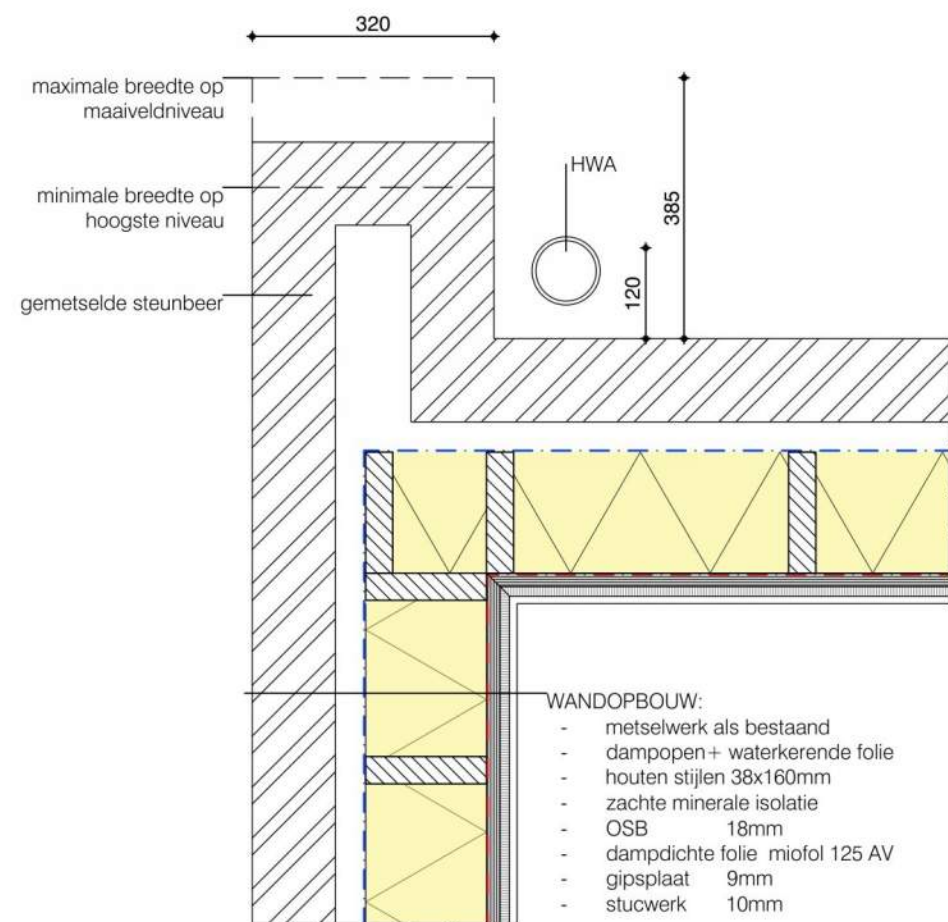 320
maximale breedte op
maaiveldniveau
HWA
minimale breedte op
hoogste niveau
385
120
gemetselde steunbeer
WANDOPBOUW:
- metselwerk als bestaand
- dampopen+ waterkerende folie
- houten stijlen 38x160mm
- zachte minerale isolatie
- OSB 18mm
- dampdichte folie miofol 125 AV
- gipsplaat 9mm
- stucwerk 10mm